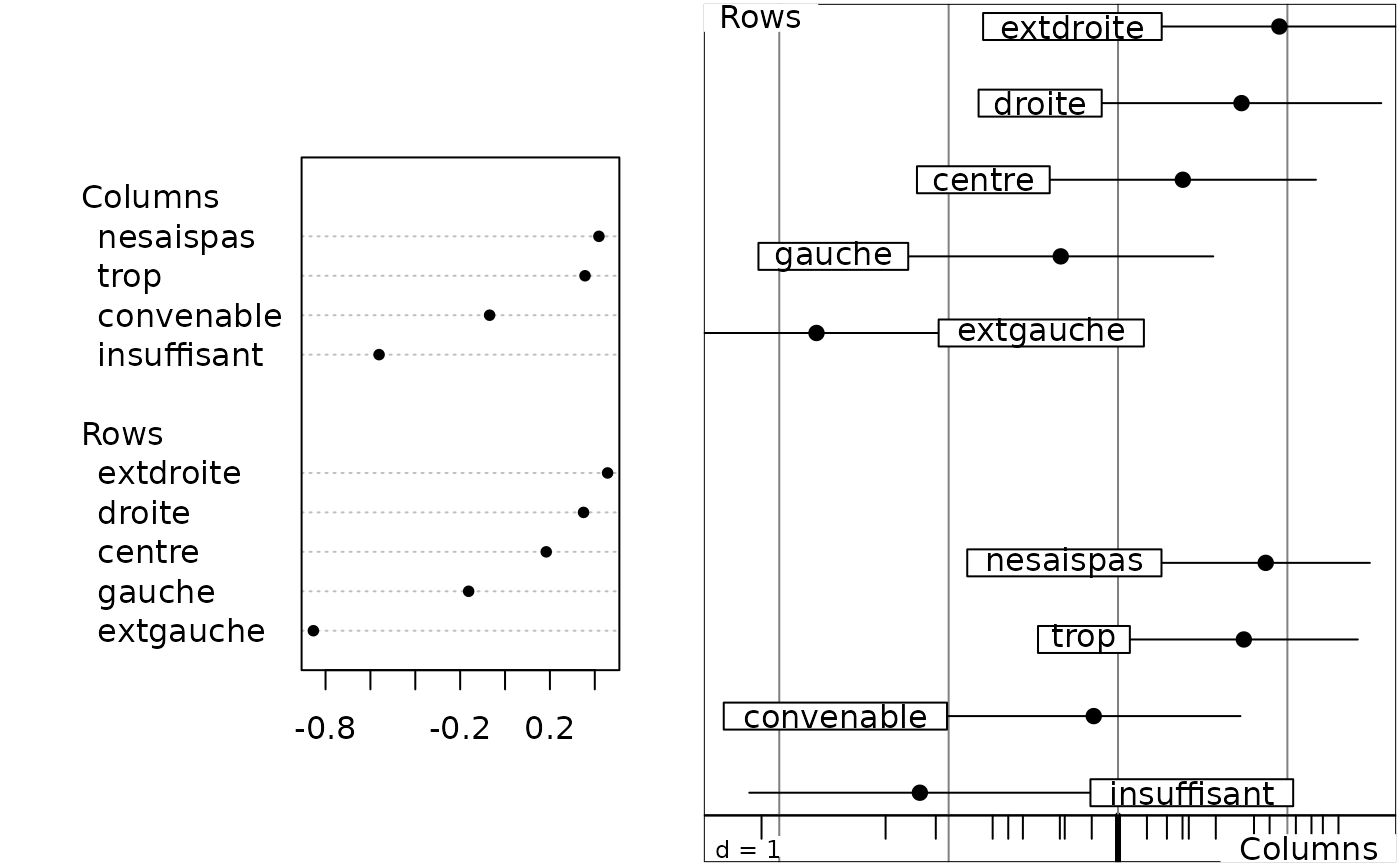 Columns
nesaispas
trop
convenable
insuffisant
Rows
extdroite
droite
centre
gauche
extgauche
-0.8 -0.2 0.2
Rows
extdroite
droite
centre
gauche
extgauche
nesaispas
trop
convenable
insuffisant
d = 1
Columns